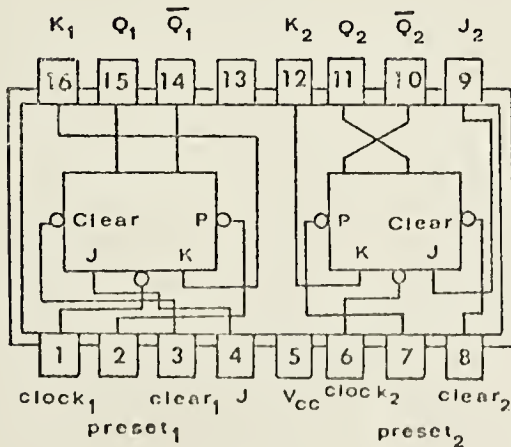 K₁ Q₁ Q̅₁ K₂ Q₂ Q̅₂ J₂
16 15 14 13 12 11 10 9
Clear P P Clear
J K K J
1 2 3 4 5 6 7 8
clock₁ clear₁ J Vcc clock₂ clear₂
preset₁ preset₂